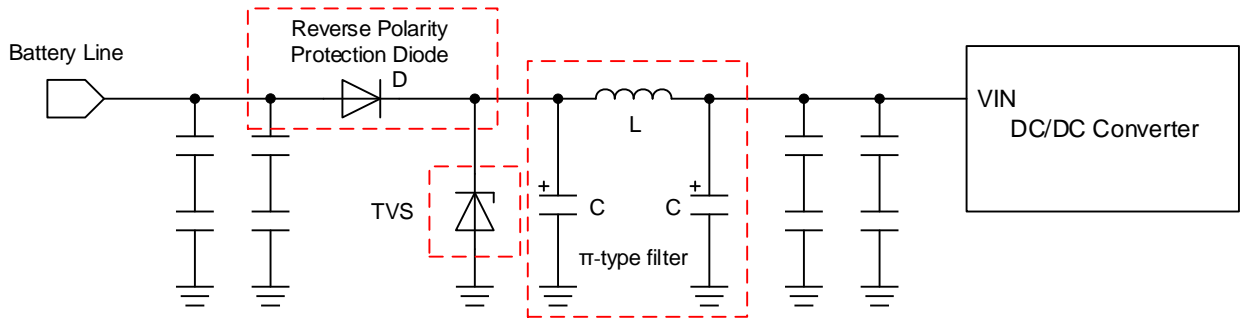 Reverse Polarity
Protection Diode
Battery Line
D
VIN
DC/DC Converter
L
TVS
+
C
+
C
π-type filter